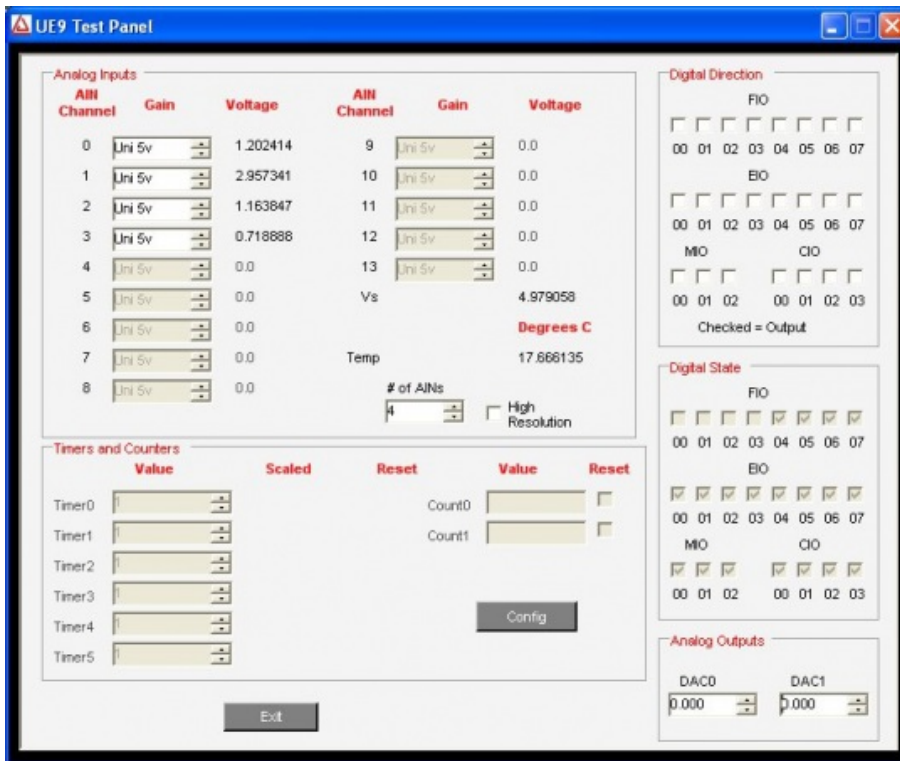 UE9 Test Panel
Analog Inputs
AIN Channel Gain Voltage AIN Channel Gain Voltage
0 Uni 5v 1.202414 9 Uni 5v 0.0
1 Uni 5v 2.957341 10 Uni 5v 0.0
2 Uni 5v 1.163847 11 Uni 5v 0.0
3 Uni 5v 0.718888 12 Uni 5v 0.0
4 Uni 5v 0.0 13 Uni 5v 0.0
5 Uni 5v 0.0 Vs 4.979058
6 Uni 5v 0.0 Degrees C
7 Uni 5v 0.0 Temp 17.666135
8 Uni 5v 0.0 # of AINs
4 High Resolution
Timers and Counters
Value Scaled Reset Value Reset
Timer0 1 Count0
Timer1 1 Count1
Timer2 1
Timer3 1
Timer4 1
Timer5 1
Config
Exit
Digital Direction
FIO
00 01 02 03 04 05 06 07
EIO
00 01 02 03 04 05 06 07
MIO CIO
00 01 02 00 01 02 03
Checked = Output
Digital State
FIO
00 01 02 03 04 05 06 07
EIO
00 01 02 03 04 05 06 07
MIO CIO
00 01 02 00 01 02 03
Analog Outputs
DAC0 DAC1
0.000 0.000